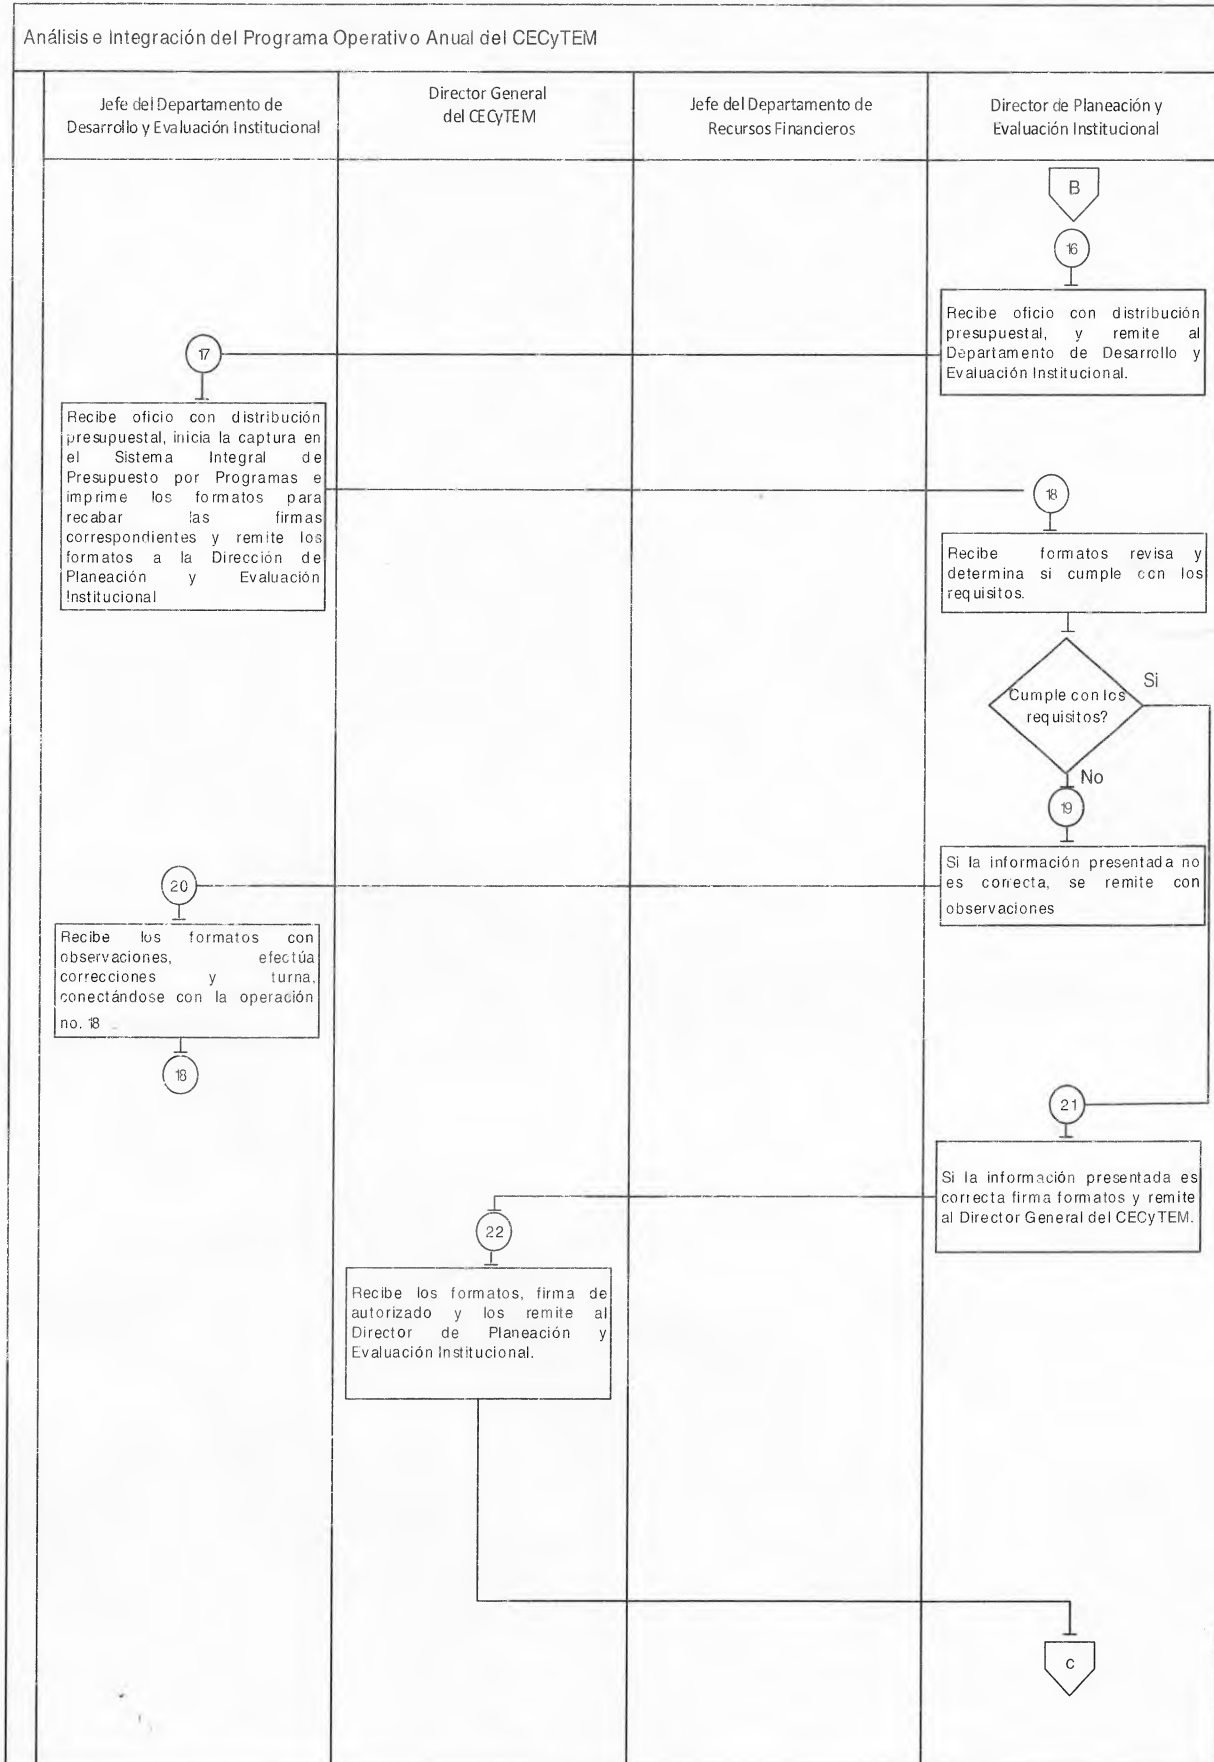 Análisis e Integración del Programa Operativo Anual del CECyTEM
Jefe del Departamento de
Desarrollo y Evaluación Institucional
Director General
del CECyTEM
Jefe del Departamento de
Recursos Financieros
Director de Planeación y
Evaluación Institucional
B
16
Recibe oficio con distribución
presupuestal, y remite al
Departamento de Desarrollo y
Evaluación Institucional.
17
Recibe oficio con distribución
presupuestal, inicia la captura en
el Sistema Integral de
Presupuesto por Programas e
imprime los formatos para
recabar las firmas
correspondientes y remite los
formatos a la Dirección de
Planeación y Evaluación
Institucional
18
Recibe formatos revisa y
determina si cumple con los
requisitos.
Cumple con los
requisitos?
Si
No
19
Si la información presentada no
es correcta, se remite con
observaciones
20
Recibe los formatos con
observaciones, efectúa
correcciones y turna,
conectándose con la operación
no. 18
18
21
Si la información presentada es
correcta firma formatos y remite
al Director General del CECyTEM.
22
Recibe los formatos, firma de
autorizado y los remite al
Director de Planeación y
Evaluación Institucional.
C